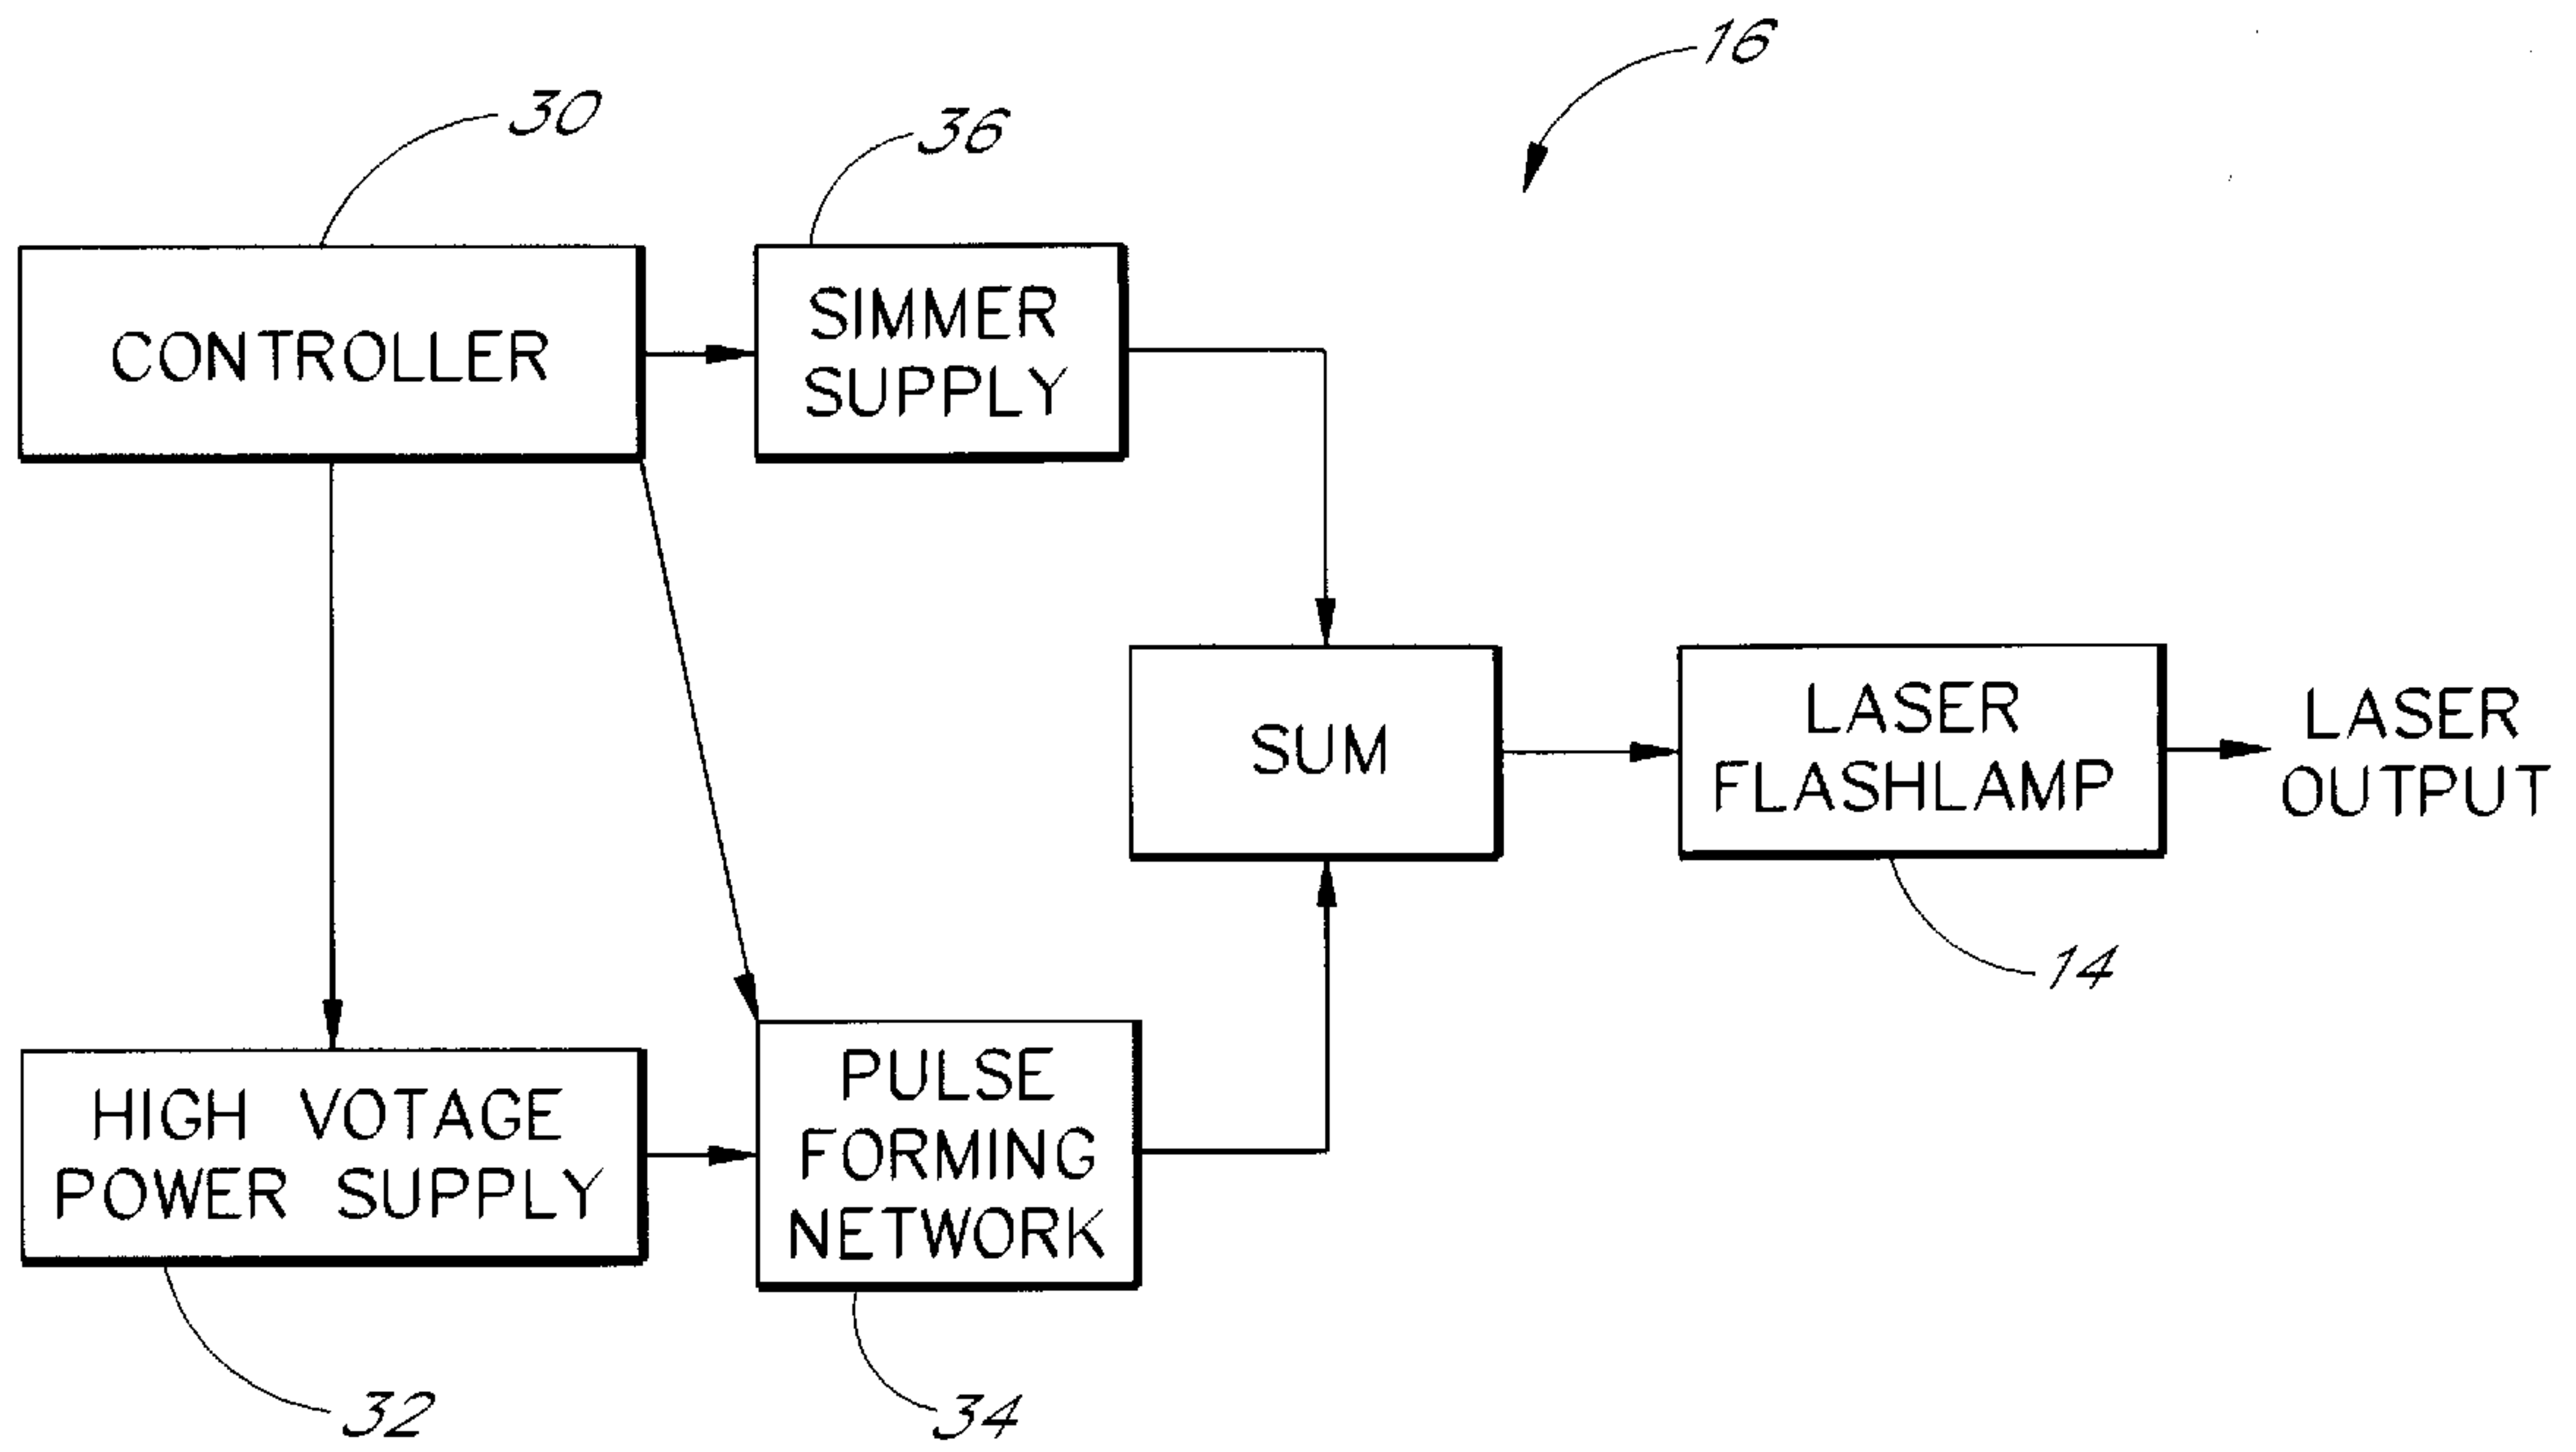 16
30
36
CONTROLLER
SIMMER
SUPPLY
SUM
LASER
FLASHLAMP
LASER
OUTPUT
14
HIGH VOTAGE
POWER SUPPLY
PULSE
FORMING
NETWORK
32
34